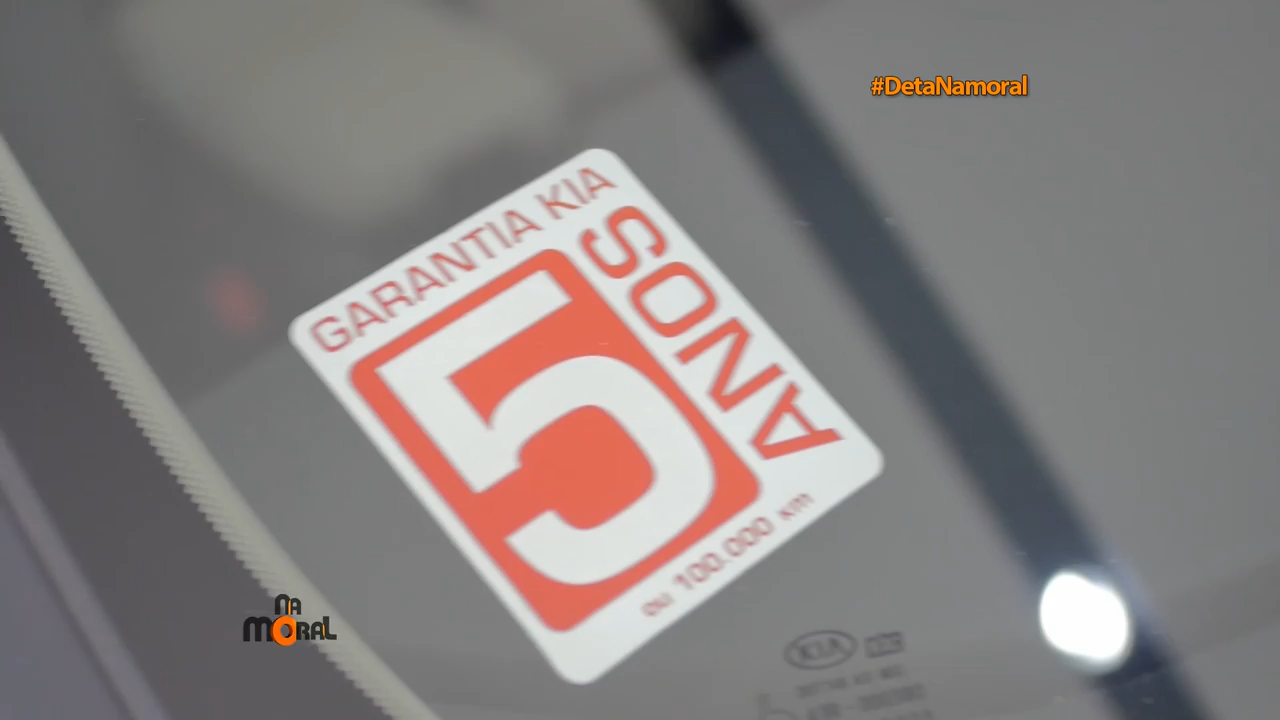 #DetaNamoral
GARANTIA KIA
5
ANOS
ou 100.000 km
NA
MORAL
KIA